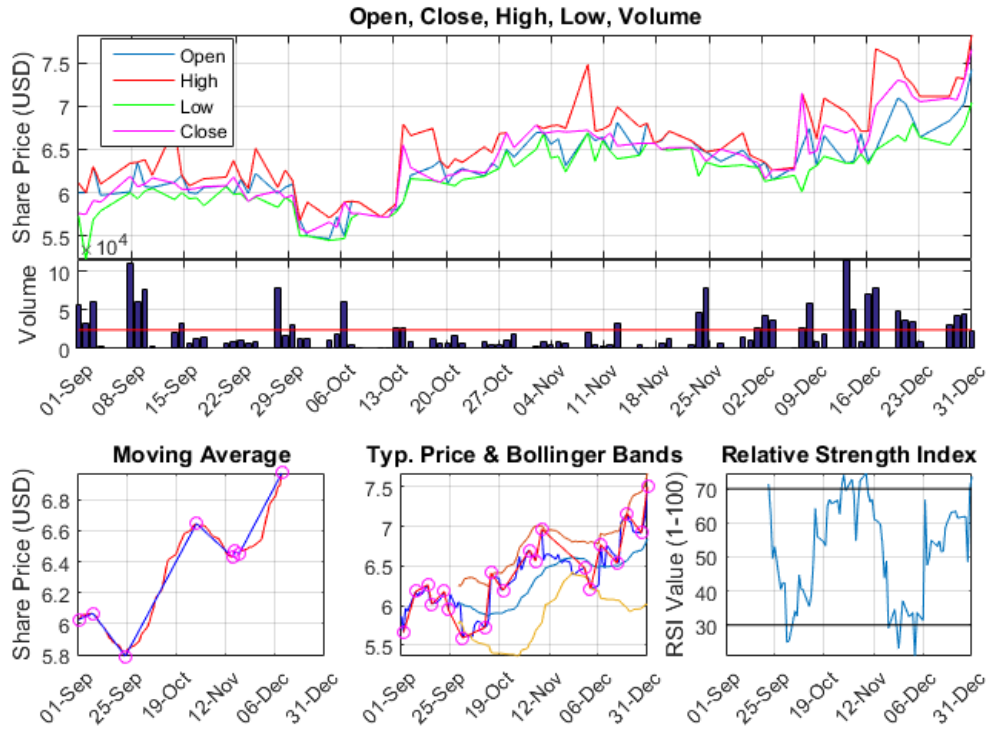 Open, Close, High, Low, Volume
Share Price (USD)
7.5
7
6.5
6
5.5
Open
High
Low
Close
× 10^4
Volume
10
5
0
01-Sep
08-Sep
15-Sep
22-Sep
29-Sep
06-Oct
13-Oct
20-Oct
27-Oct
04-Nov
11-Nov
18-Nov
25-Nov
02-Dec
09-Dec
16-Dec
23-Dec
31-Dec
Moving Average
Share Price (USD)
6.8
6.6
6.4
6.2
6
5.8
01-Sep
25-Sep
19-Oct
12-Nov
06-Dec
31-Dec
Typ. Price & Bollinger Bands
7.5
7
6.5
6
5.5
01-Sep
25-Sep
19-Oct
12-Nov
06-Dec
31-Dec
Relative Strength Index
RSI Value (1-100)
70
60
50
40
30
01-Sep
25-Sep
19-Oct
12-Nov
06-Dec
31-Dec